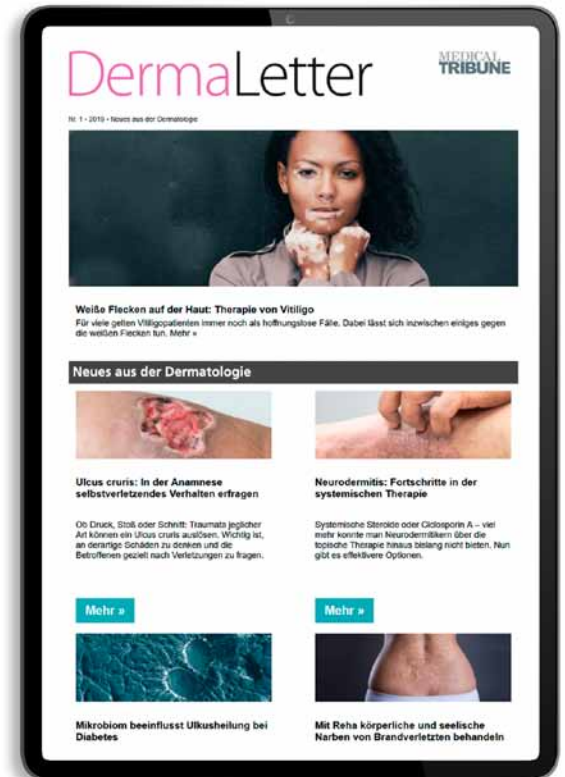 DermaLetter
MEDICAL
TRIBUNE
Nr. 1 • 2019 • Neues aus der Dermatologie
Weiße Flecken auf der Haut: Therapie von Vitiligo
Für viele gelten Vitiligopatienten immer noch als hoffnungslose Fälle. Dabei lässt sich inzwischen einiges gegen
die weißen Flecken tun. Mehr »
Neues aus der Dermatologie
Ulcus cruris: In der Anamnese
selbstverletzendes Verhalten erfragen
Ob Druck, Stoß oder Schnitt: Traumata jeglicher
Art können ein Ulcus cruris auslösen. Wichtig ist,
an derartige Schäden zu denken und die
Betroffenen gezielt nach Verletzungen zu fragen.
Mehr »
Neurodermitis: Fortschritte in der
systemischen Therapie
Systemische Steroide oder Ciclosporin A – viel
mehr konnte man Neurodermitikern über die
topische Therapie hinaus bislang nicht bieten. Nun
gibt es effektivere Optionen.
Mehr »
Mikrobiom beeinflusst Ulkusheilung bei
Diabetes
Mit Reha körperliche und seelische
Narben von Brandverletzten behandeln